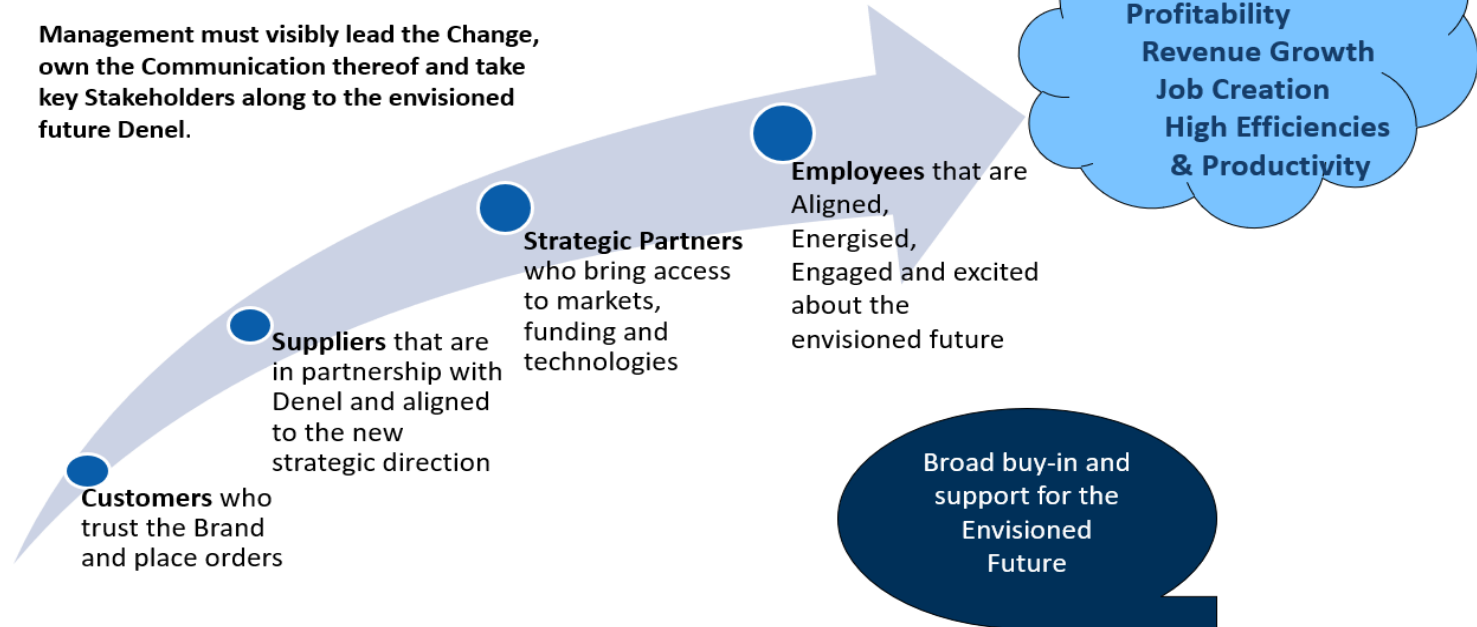 Management must visibly lead the Change,
own the Communication thereof and take
key Stakeholders along to the envisioned
future Denel.
Profitability
Revenue Growth
Job Creation
High Efficiencies
& Productivity
Employees that are
Aligned,
Energised,
Engaged and excited
about the
envisioned future
Strategic Partners
who bring access
to markets,
funding and
technologies
Suppliers that are
in partnership with
Denel and aligned
to the new
strategic direction
Customers who
trust the Brand
and place orders
Broad buy-in and
support for the
Envisioned
Future